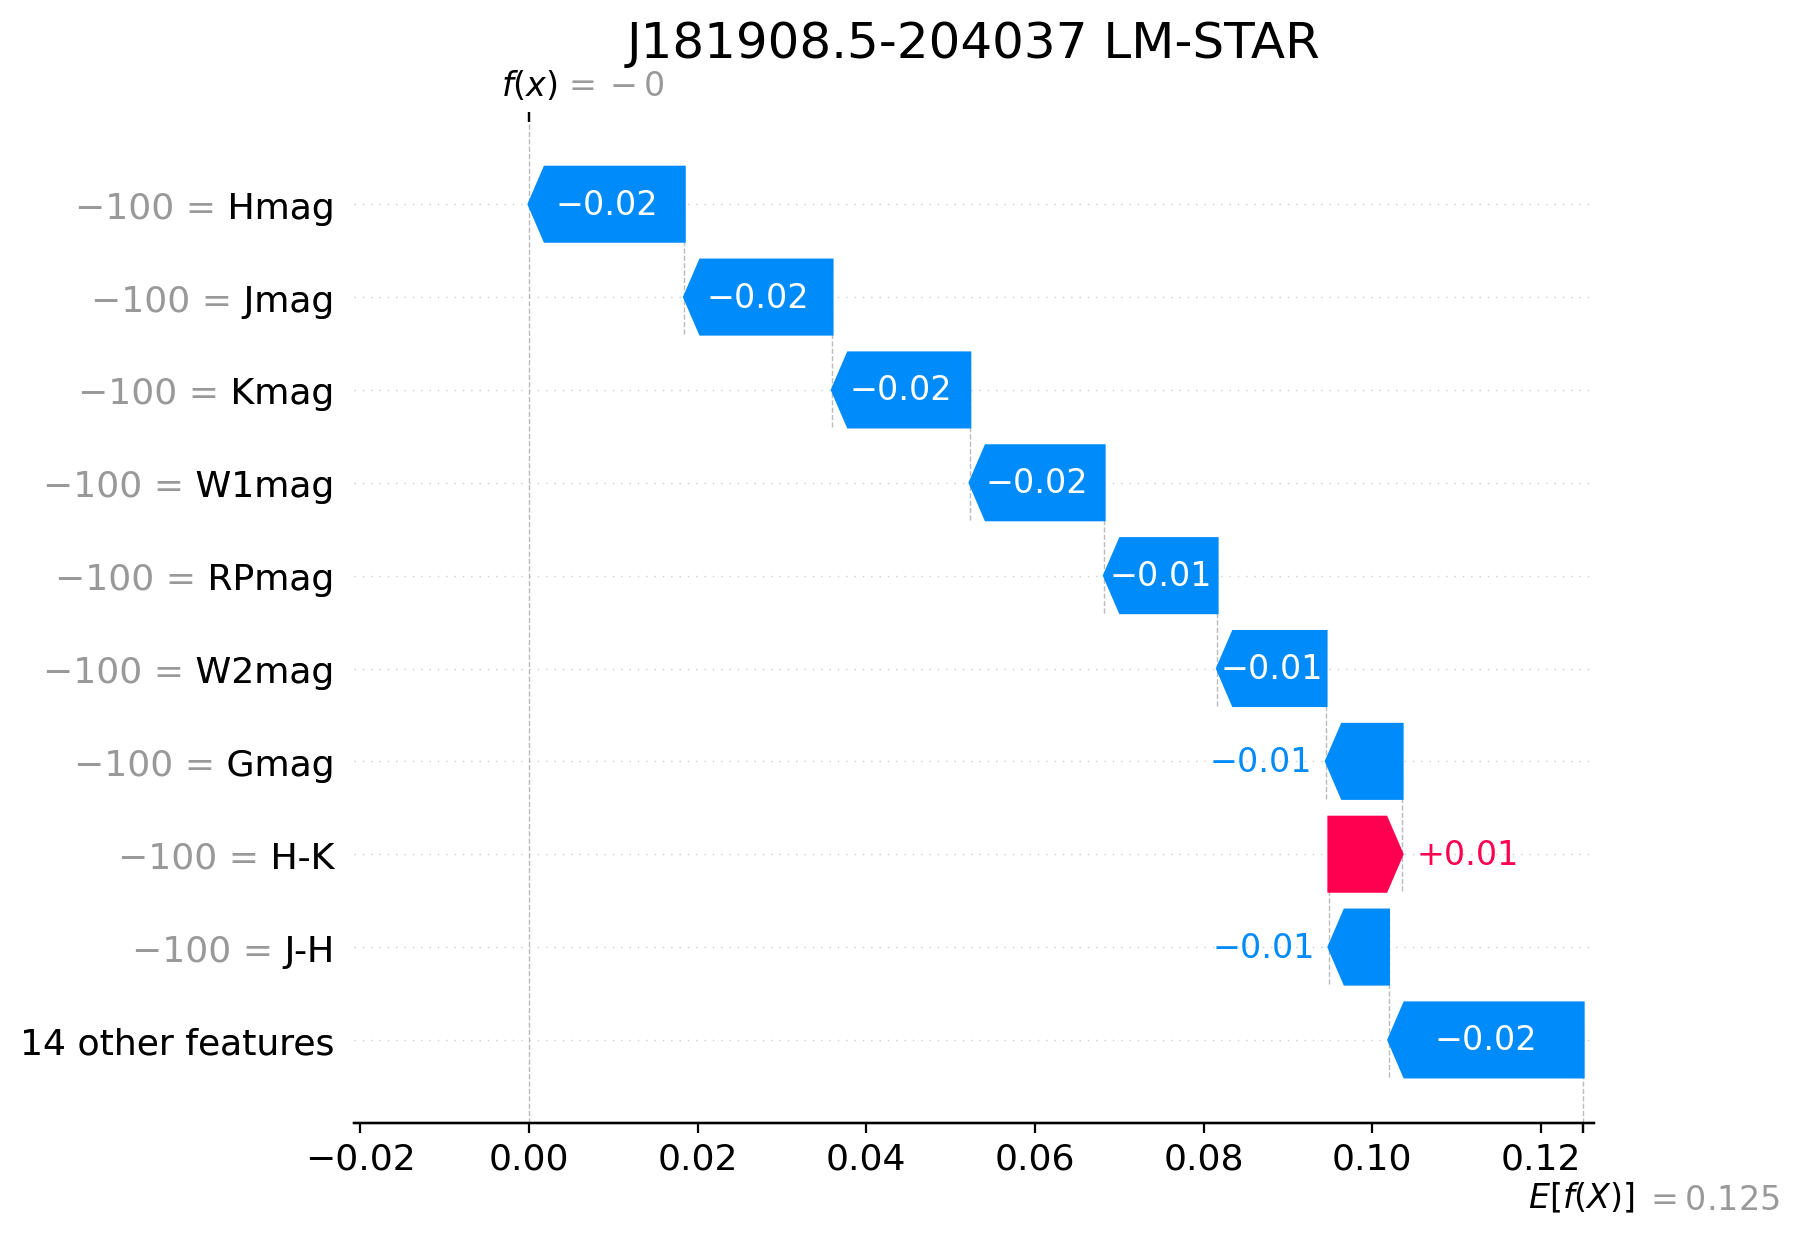 J181908.5-204037 LM-STAR
f(x) = −0
−100 = Hmag
−0.02
−100 = Jmag
−0.02
−100 = Kmag
−0.02
−100 = W1mag
−0.02
−100 = RPmag
−0.01
−100 = W2mag
−0.01
−100 = Gmag
−0.01
−100 = H-K
+0.01
−100 = J-H
−0.01
14 other features
−0.02
−0.02 0.00 0.02 0.04 0.06 0.08 0.10 0.12
E[f(X)] = 0.125